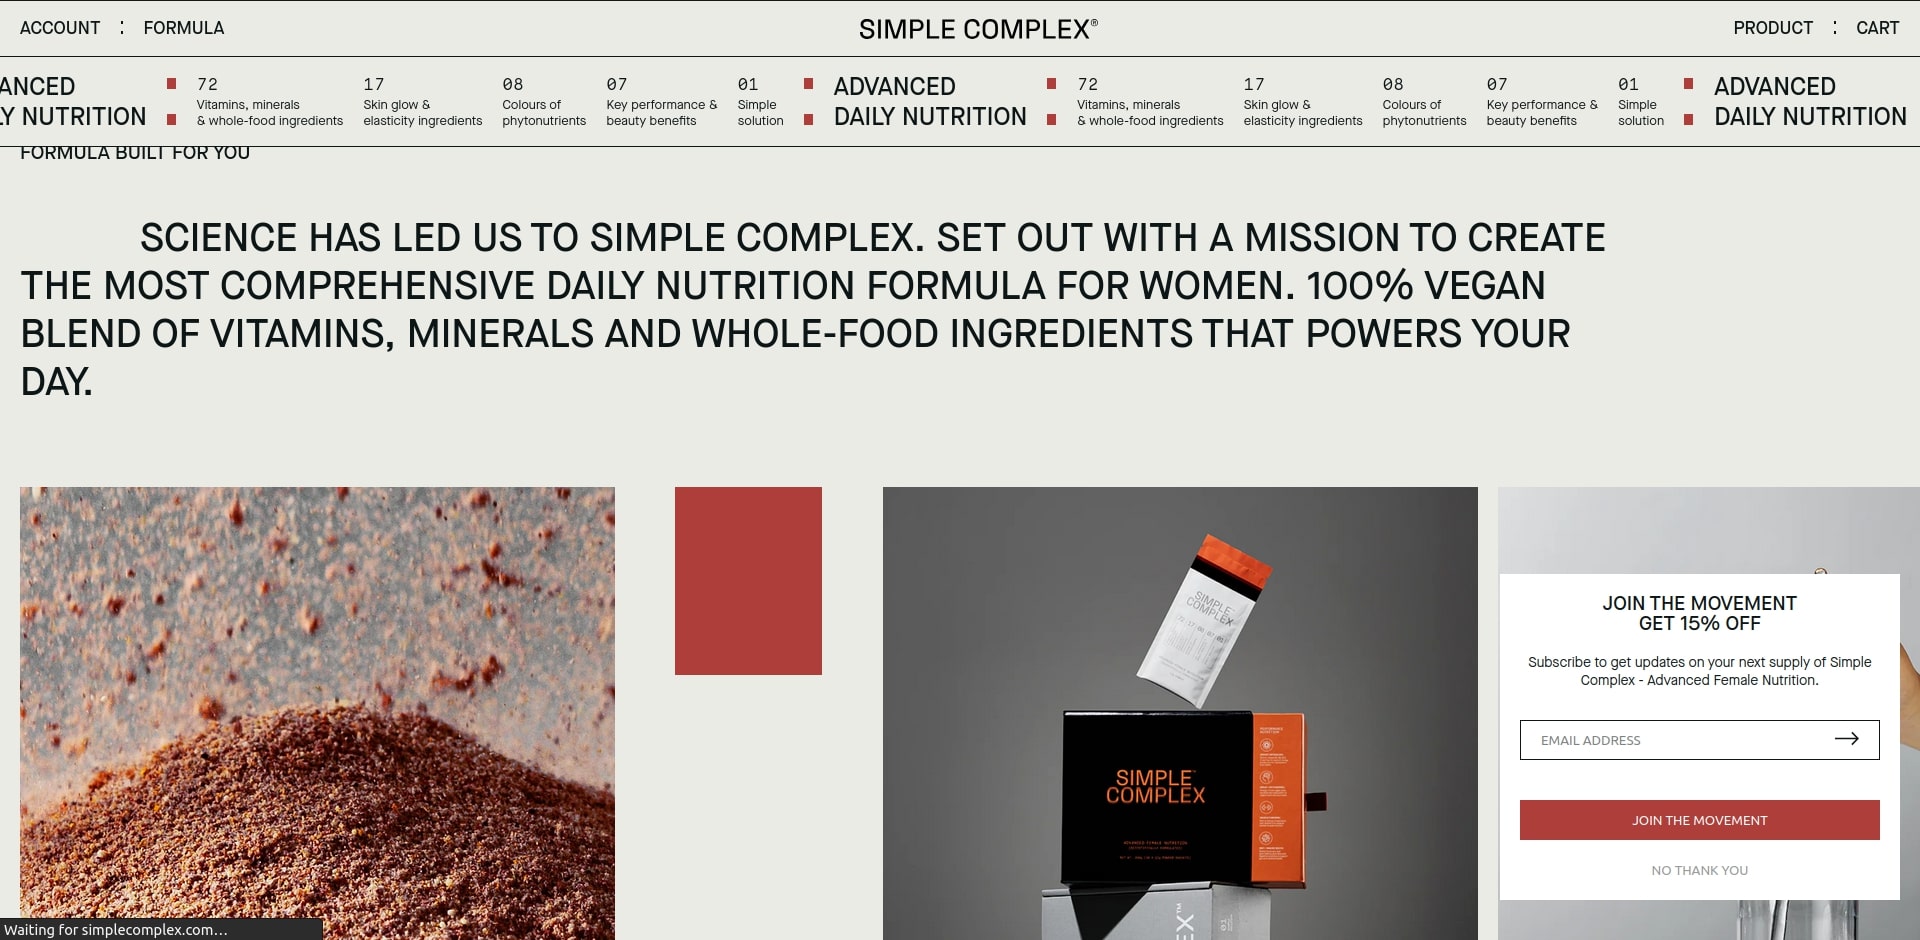 ACCOUNT : FORMULA
SIMPLE COMPLEX®
PRODUCT : CART
ANCED
LY NUTRITION
72
Vitamins, minerals
& whole-food ingredients
17
Skin glow &
elasticity ingredients
08
Colours of
phytonutrients
07
Key performance &
beauty benefits
01
Simple
solution
ADVANCED
DAILY NUTRITION
72
Vitamins, minerals
& whole-food ingredients
17
Skin glow &
elasticity ingredients
08
Colours of
phytonutrients
07
Key performance &
beauty benefits
01
Simple
solution
ADVANCED
DAILY NUTRITION
FORMULA BUILT FOR YOU
SCIENCE HAS LED US TO SIMPLE COMPLEX. SET OUT WITH A MISSION TO CREATE
THE MOST COMPREHENSIVE DAILY NUTRITION FORMULA FOR WOMEN. 100% VEGAN
BLEND OF VITAMINS, MINERALS AND WHOLE-FOOD INGREDIENTS THAT POWERS YOUR
DAY.
SIMPLE
COMPLEX
SIMPLE
COMPLEX
ADVANCED FEMALE NUTRITION
EX™
JOIN THE MOVEMENT
GET 15% OFF
Subscribe to get updates on your next supply of Simple
Complex - Advanced Female Nutrition.
EMAIL ADDRESS
JOIN THE MOVEMENT
NO THANK YOU
Waiting for simplecomplex.com...